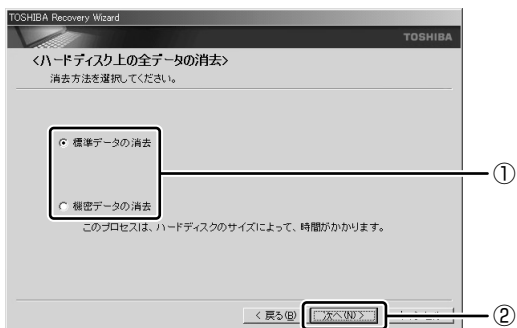 TOSHIBA Recovery Wizard
TOSHIBA
<ハードディスク上の全データの消去>
消去方法を選択してください。
標準データの消去
①
機密データの消去
このプロセスは、ハードディスクのサイズによって、時間がかかります。
< 戻る(B) 次へ(N) > ②